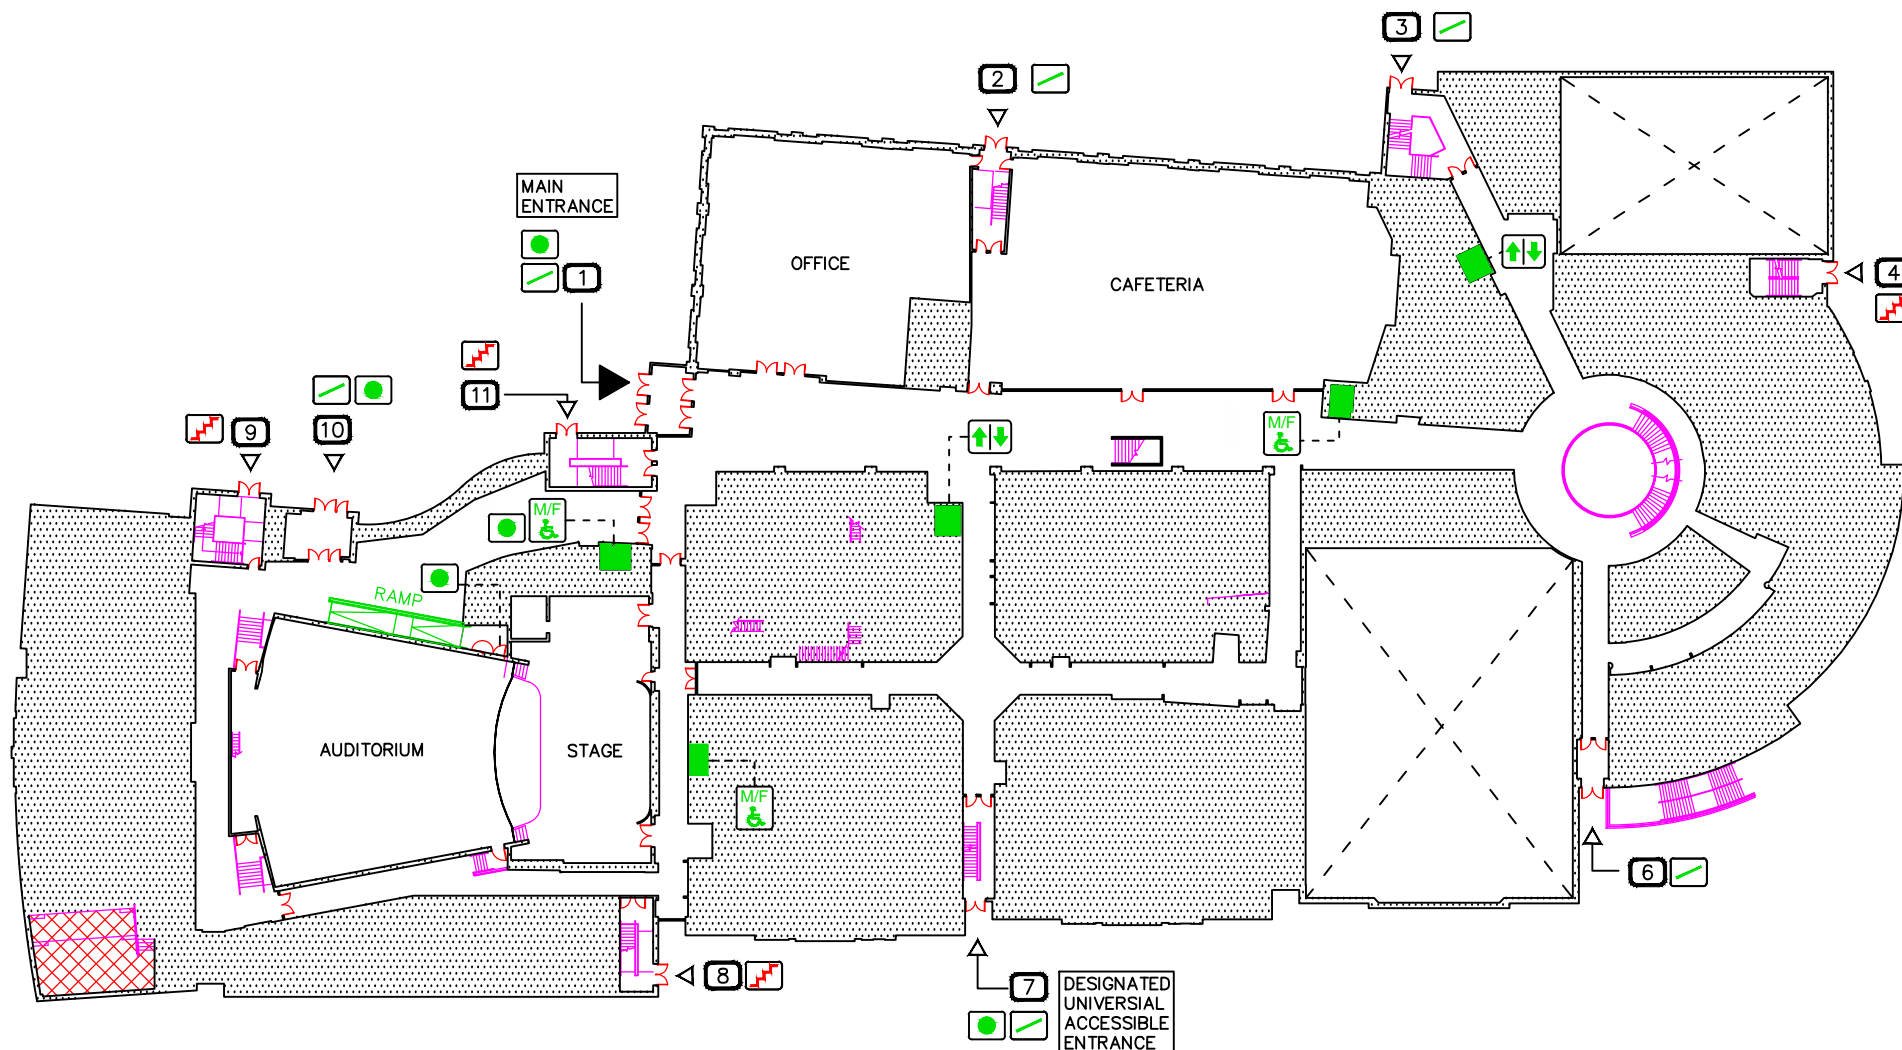 3
2
MAIN
ENTRANCE
1
OFFICE
CAFETERIA
4
11
9
10
M/F
M/F
RAMP
AUDITORIUM
STAGE
M/F
6
8
7
DESIGNATED
UNIVERSIAL
ACCESSIBLE
ENTRANCE